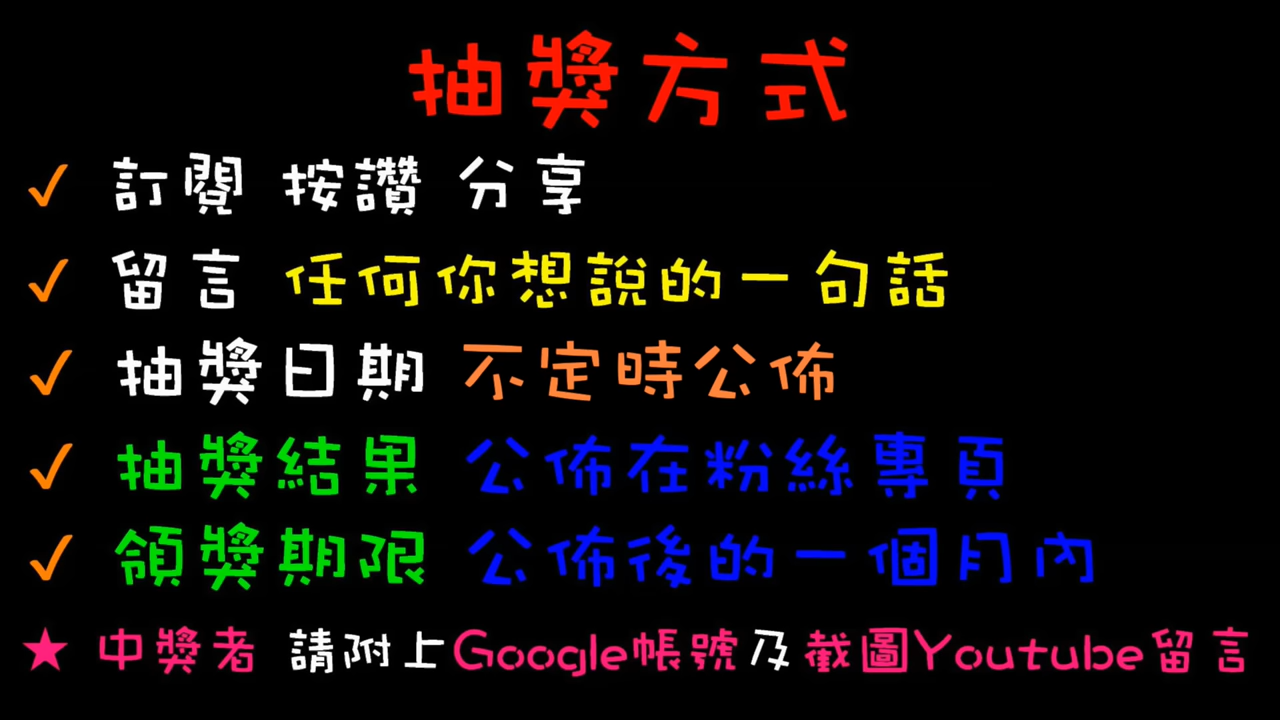 抽獎方式
✓ 訂閱 按讚 分享
✓ 留言 任何你想說的一句話
✓ 抽獎日期 不定時公佈
✓ 抽獎結果 公佈在粉絲專頁
✓ 領獎期限 公佈後的一個月內
★ 中獎者 請附上Google帳號及截圖Youtube留言